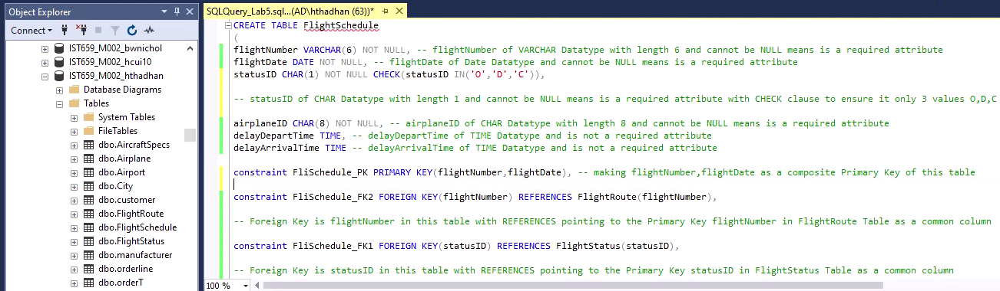 Object Explorer
Connect
IST659_M002_bwnichol
IST659_M002_hcui10
IST659_M002_hthadhan
Database Diagrams
Tables
System Tables
FileTables
dbo.AircraftSpecs
dbo.Airplane
dbo.Airport
dbo.City
dbo.customer
dbo.FlightRoute
dbo.FlightSchedule
dbo.FlightStatus
dbo.manufacturer
dbo.orderline
dbo.orderT
SQLQuery_Lab5.sql...(AD\hthadhan (63))*
CREATE TABLE FlightSchedule
(
flightNumber VARCHAR(6) NOT NULL, -- flightNumber of VARCHAR Datatype with length 6 and cannot be NULL means is a required attribute
flightDate DATE NOT NULL, -- flightDate of Date Datatype and cannot be NULL means is a required attribute
statusID CHAR(1) NOT NULL CHECK(statusID IN('O','D','C')),
-- statusID of CHAR Datatype with length 1 and cannot be NULL means is a required attribute with CHECK clause to ensure it only 3 values O,D,C
airplaneID CHAR(8) NOT NULL, -- airplaneID of CHAR Datatype with length 8 and cannot be NULL means is a required attribute
delayDepartTime TIME, -- delayDepartTime of TIME Datatype and is not a required attribute
delayArrivalTime TIME -- delayArrivalTime of TIME Datatype and is not a required attribute
constraint FliSchedule_PK PRIMARY KEY(flightNumber,flightDate), -- making flightNumber,flightDate as a composite Primary Key of this table
constraint FliSchedule_FK2 FOREIGN KEY(flightNumber) REFERENCES FlightRoute(flightNumber),
-- Foreign Key is flightNumber in this table with REFERENCES pointing to the Primary Key flightNumber in FlightRoute Table as a common column
constraint FliSchedule_FK1 FOREIGN KEY(statusID) REFERENCES FlightStatus(statusID),
-- Foreign Key is statusID in this table with REFERENCES pointing to the Primary Key statusID in FlightStatus Table as a common column
100 %